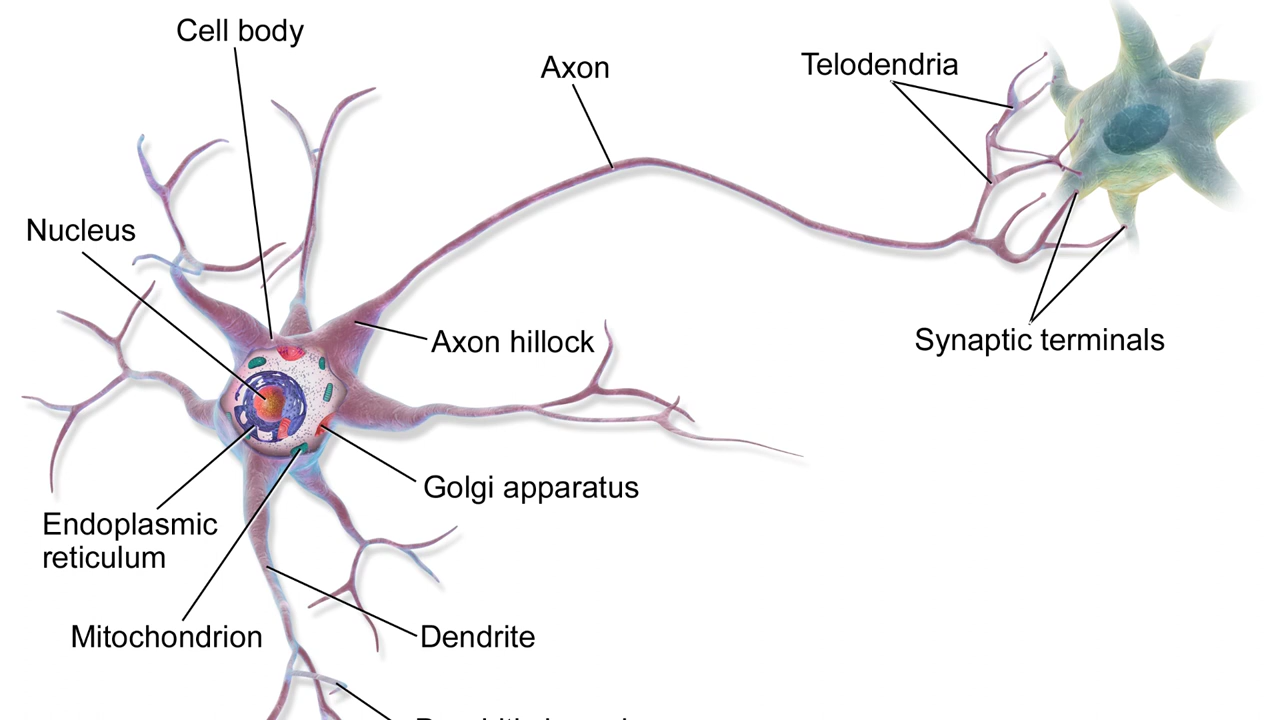 Cell body
Axon
Telodendria
Nucleus
Synaptic terminals
Axon hillock
Golgi apparatus
Endoplasmic
reticulum
Mitochondrion
Dendrite